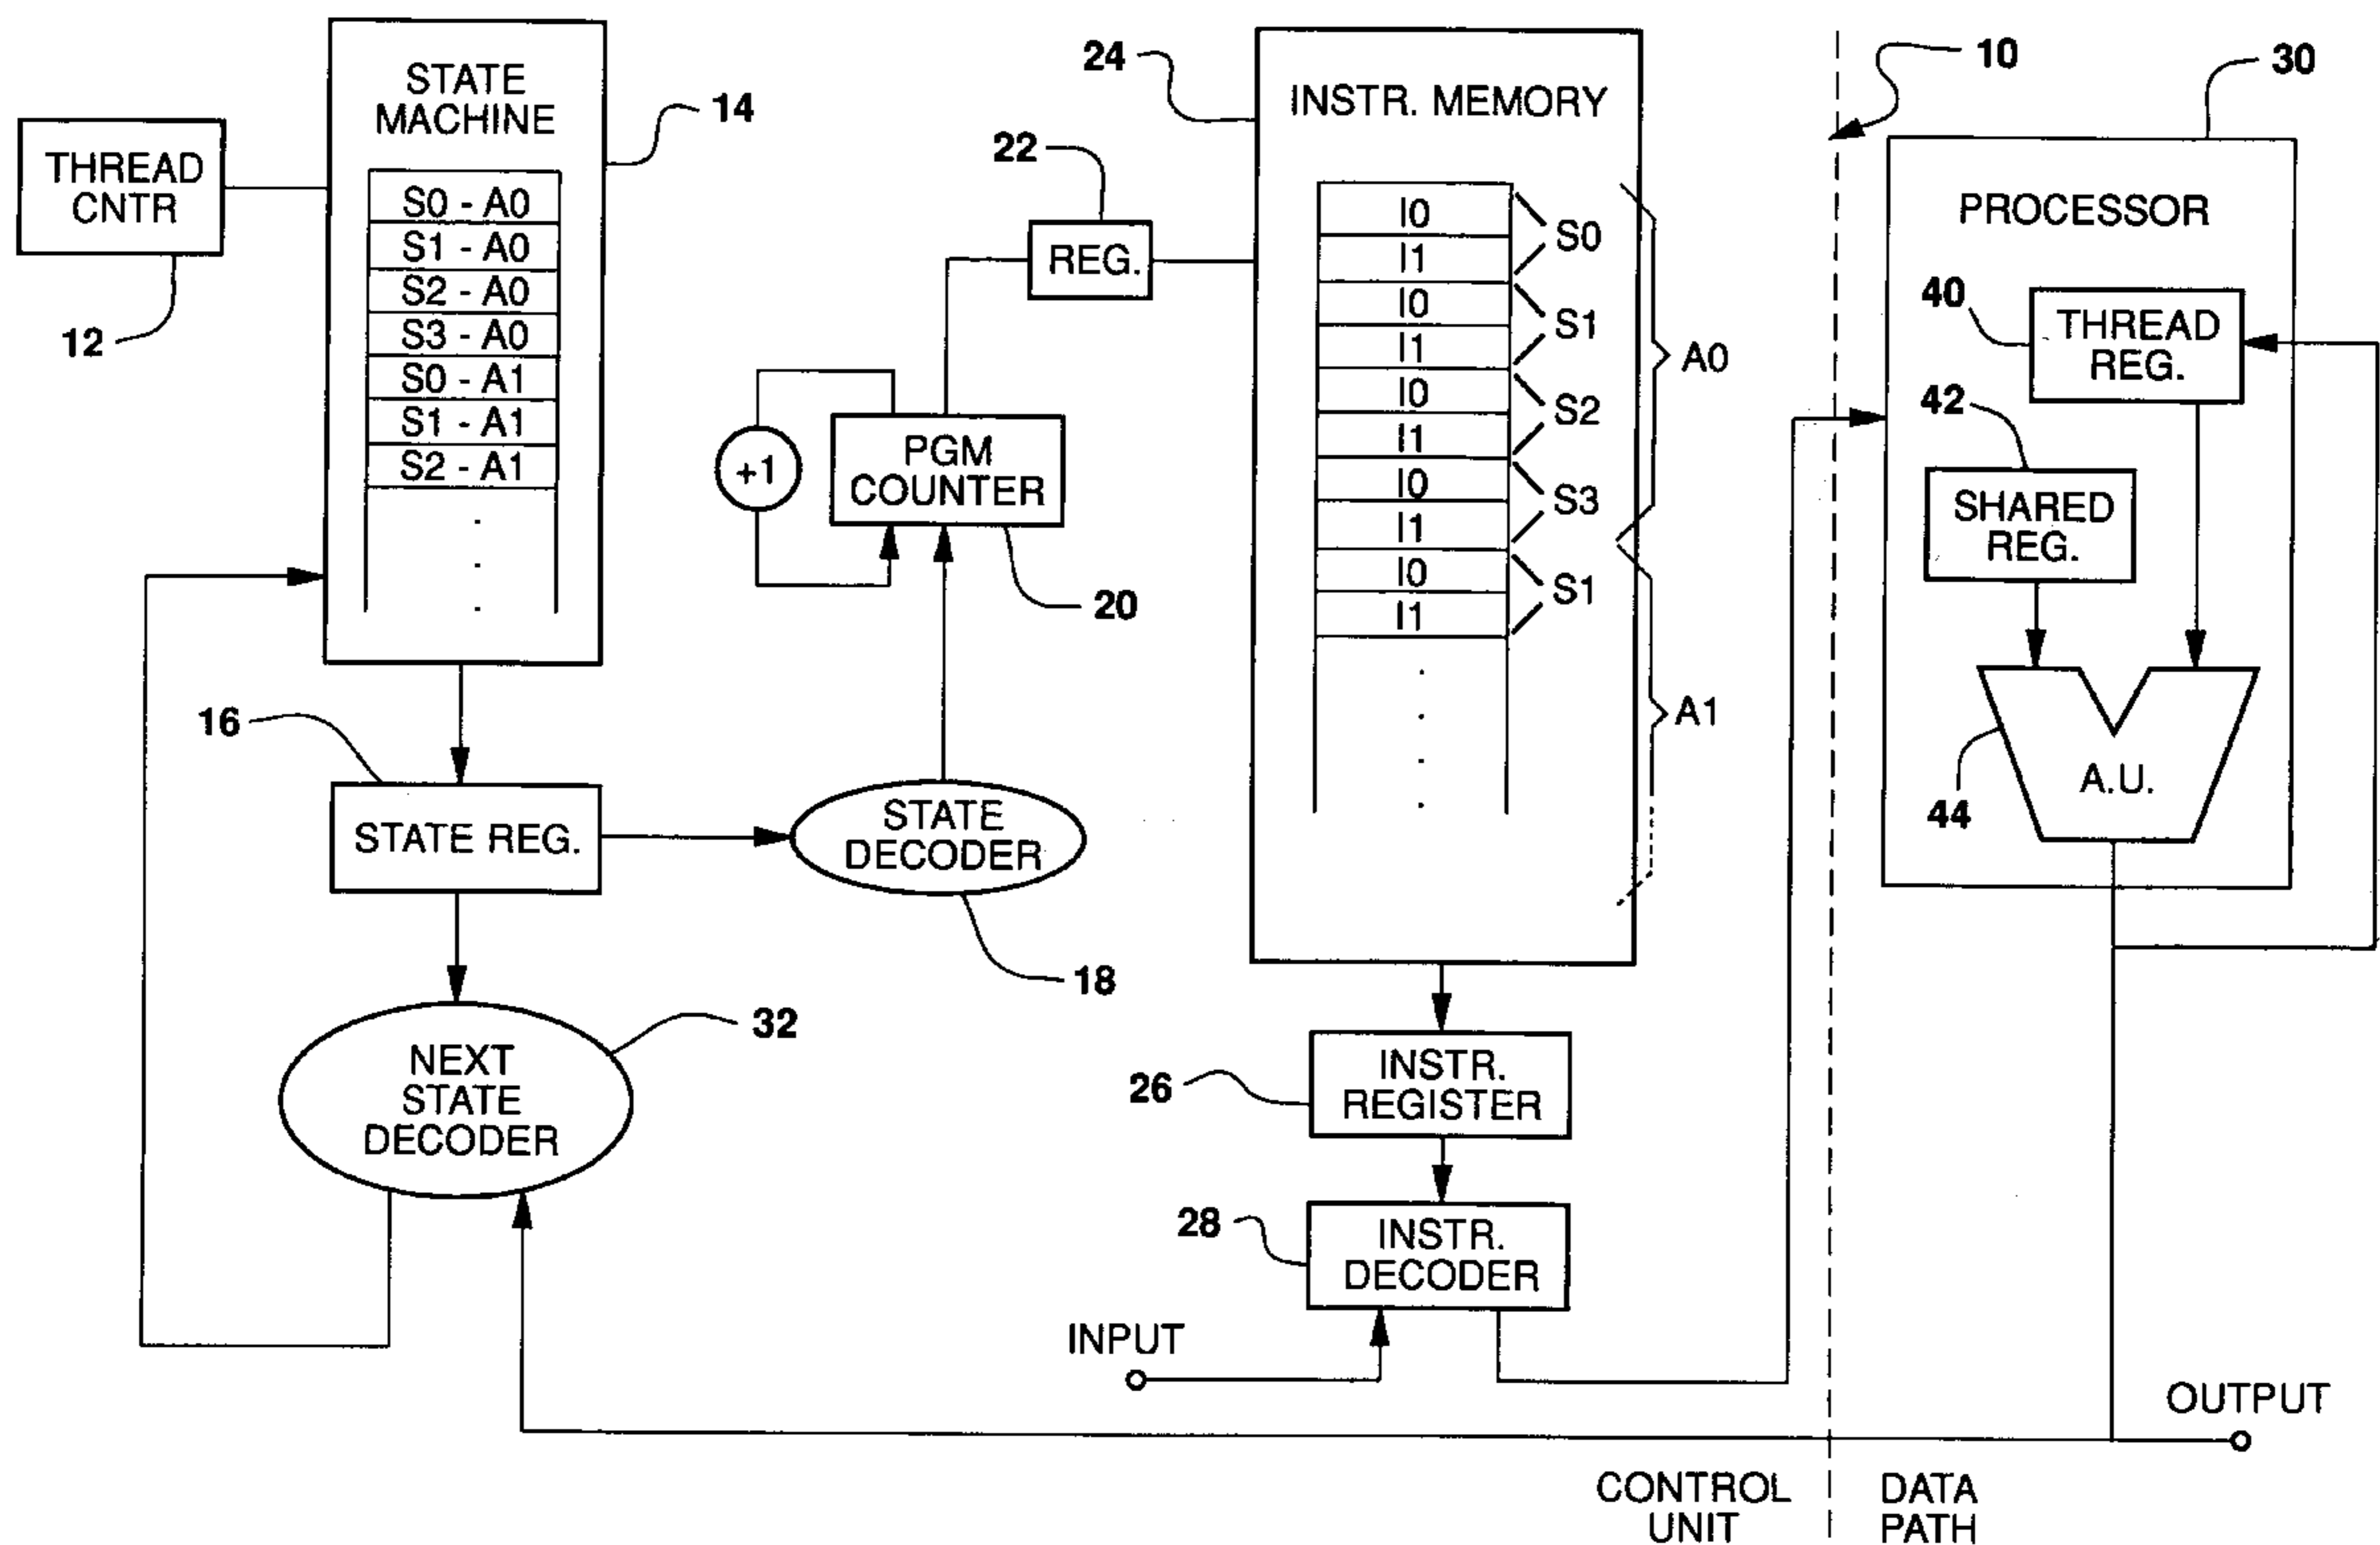 STATE
MACHINE
14
THREAD
CNTR
12
S0 - A0
S1 - A0
S2 - A0
S3 - A0
S0 - A1
S1 - A1
S2 - A1
16
STATE REG.
STATE
DECODER
18
NEXT
STATE
DECODER
32
+1
PGM
COUNTER
20
22
REG.
24
INSTR. MEMORY
I0
I1
I0
I1
I0
I1
I0
I1
I0
I1
S0
S1
S2
S3
S1
A0
A1
26
INSTR.
REGISTER
28
INSTR.
DECODER
INPUT
10
30
PROCESSOR
40
THREAD
REG.
42
SHARED
REG.
44
A.U.
OUTPUT
CONTROL
UNIT
DATA
PATH